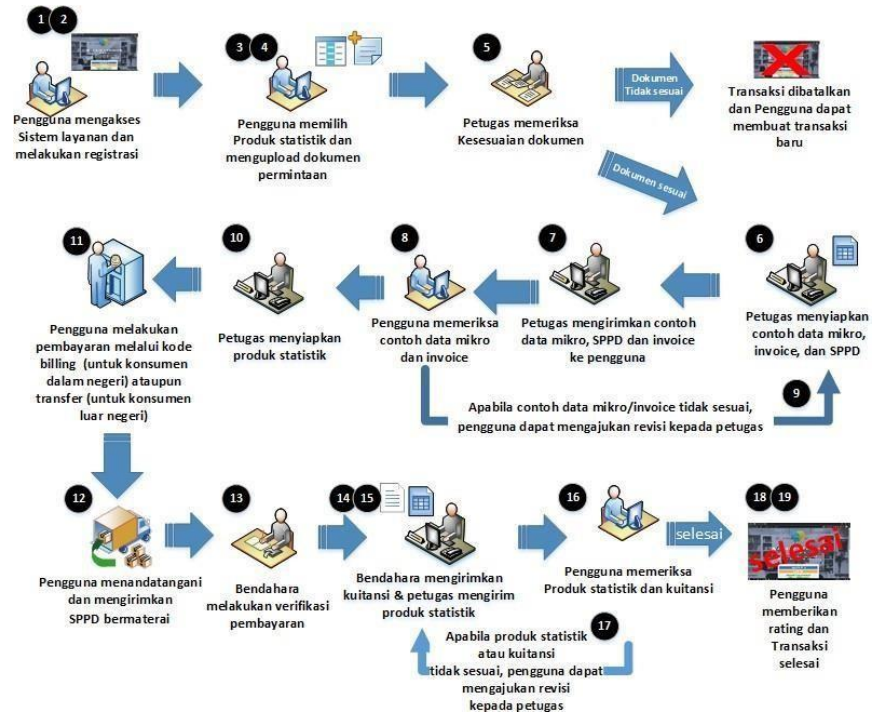 1 2
Pengguna mengakses
Sistem layanan dan
melakukan registrasi
3 4
Pengguna memilih
Produk statistik dan
mengupload dokumen
permintaan
5
Petugas memeriksa
Kesesuaian dokumen
Dokumen
Tidak sesuai
Transaksi dibatalkan
dan Pengguna dapat
membuat transaksi
baru
Dokumen sesuai
6
Petugas menyiapkan
contoh data mikro,
invoice, dan SPPD
7
Petugas mengirimkan contoh
data mikro, SPPD dan invoice
ke pengguna
8
Pengguna memeriksa
contoh data mikro
dan invoice
9
Apabila contoh data mikro/invoice tidak sesuai,
pengguna dapat mengajukan revisi kepada petugas
10
Petugas menyiapkan
produk statistik
11
Pengguna melakukan
pembayaran melalui kode
billing (untuk konsumen
dalam negeri) ataupun
transfer (untuk konsumen
luar negeri)
12
Pengguna menandatangani
dan mengirimkan
SPPD bermaterai
13
Bendahara
melakukan verifikasi
pembayaran
14 15
Bendahara mengirimkan
kuitansi & petugas mengirim
produk statistik
16
Pengguna memeriksa
Produk statistik dan kuitansi
17
Apabila produk statistik
atau kuitansi
tidak sesuai, pengguna dapat
mengajukan revisi
kepada petugas
selesai
18 19
selesai
Pengguna
memberikan
rating dan
Transaksi
selesai